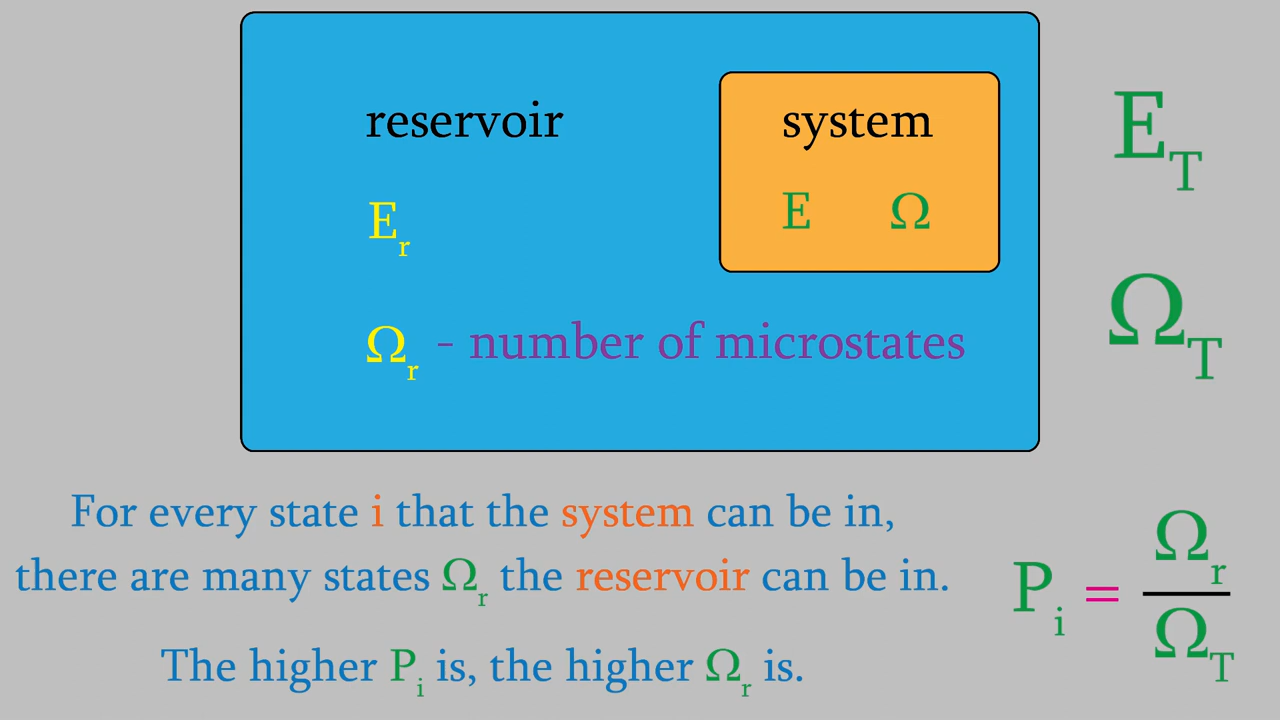 reservoir
system
E Ω
E_T
E_r
Ω_r - number of microstates
Ω_T
For every state i that the system can be in,
there are many states Ω_r the reservoir can be in.
P_i = Ω_r / Ω_T
The higher P_i is, the higher Ω_r is.